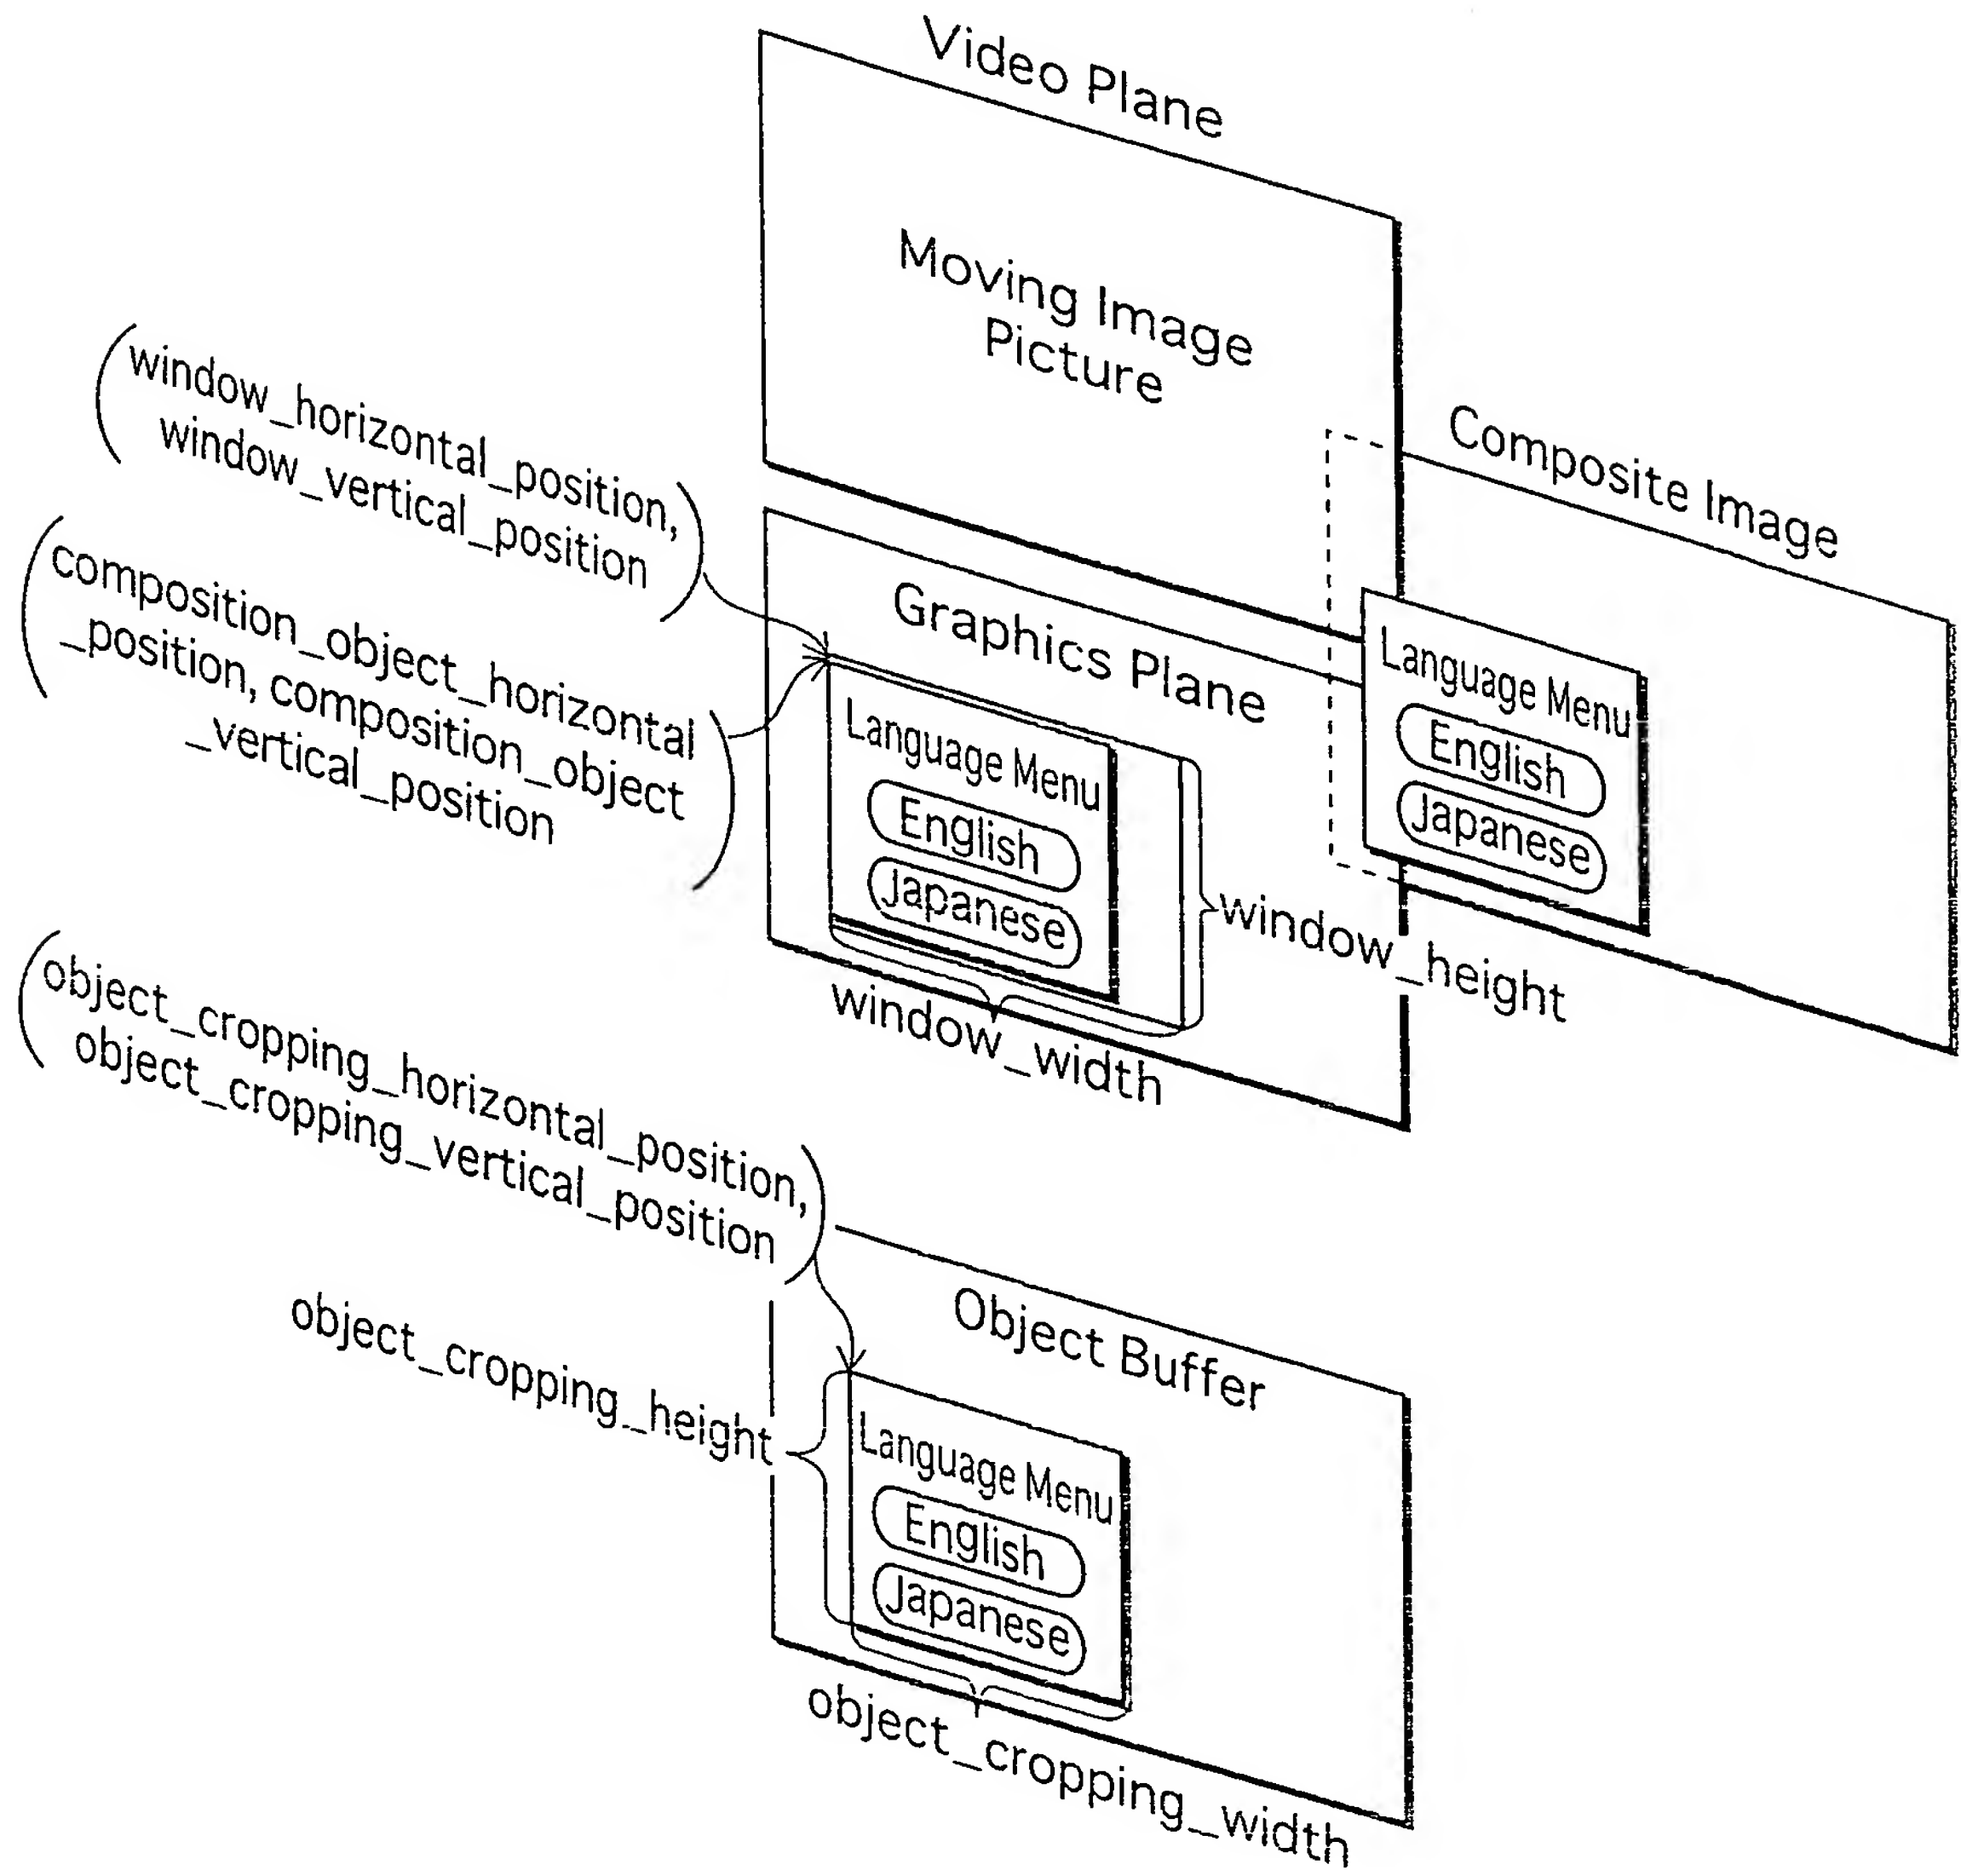 Video Plane
Moving Image
Picture
(window_horizontal_position,
window_vertical_position)
Composite Image
(composition_object_horizontal
_position, composition_object
_vertical_position)
Graphics Plane
Language Menu
English
Japanese
Language Menu
English
Japanese
window_height
window_width
(object_cropping_horizontal_position,
object_cropping_vertical_position)
Object Buffer
object_cropping_height
Language Menu
English
Japanese
object_cropping_width